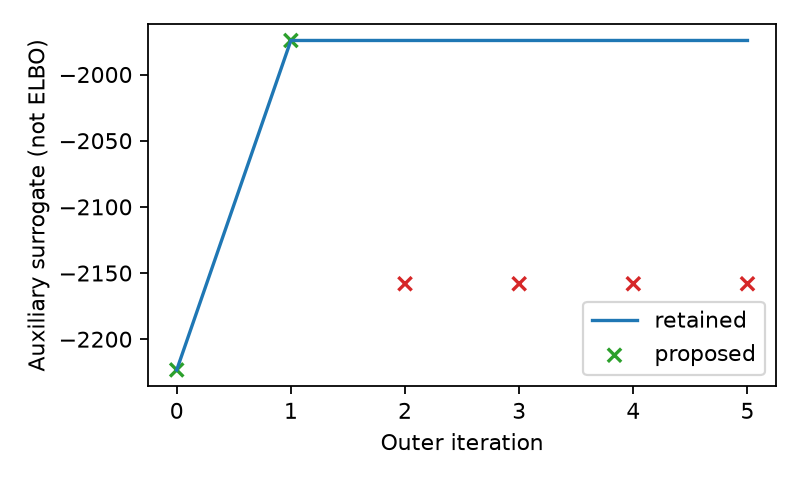 Auxiliary surrogate (not ELBO)
−2000
−2050
−2100
−2150
−2200
0 1 2 3 4 5
Outer iteration
retained
proposed